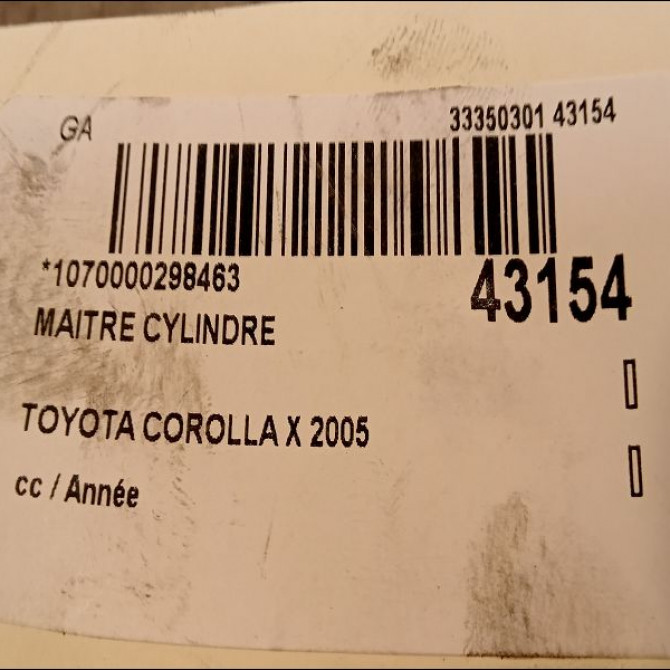 GA 33350301 43154
*1070000298463 43154
MAITRE CYLINDRE
TOYOTA COROLLA X 2005
cc / Année